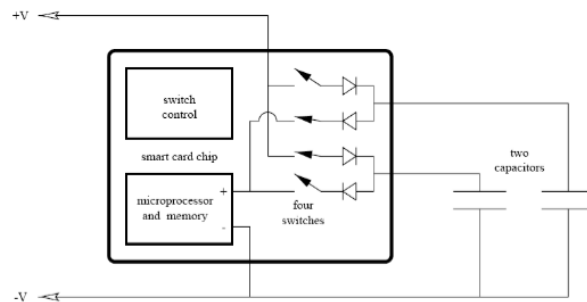 +V
switch
control
smart card chip
microprocessor
and memory
+
-
four
switches
two
capacitors
-V